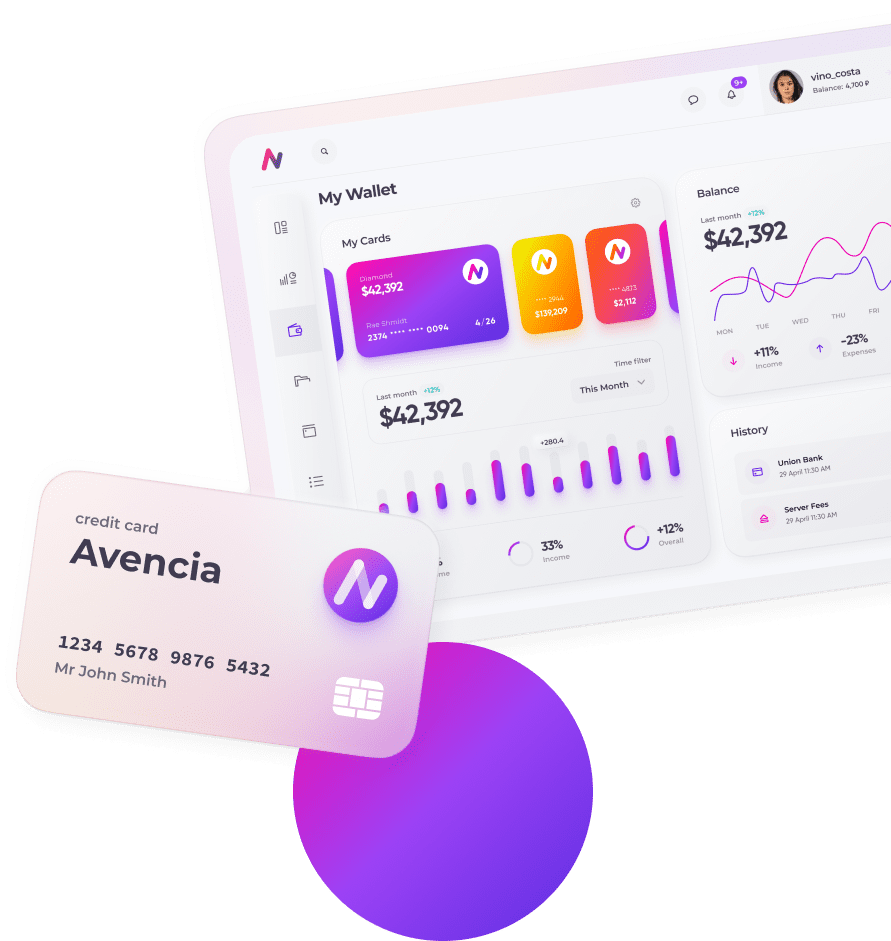 9+
vino_costa
Balance: 4,700 ₽
My Wallet
My Cards
Diamond
$42,392
Rae Shmidt
2374 **** **** 0094
4/26
**** 2944
$139,209
**** 4873
$2,112
Last month +12%
$42,392
Time filter
This Month
+280.4
33%
Income
+12%
Overall
%
me
Balance
Last month +12%
$42,392
MON TUE WED THU FRI
+11%
Income
-23%
Expenses
History
Union Bank
29 April 11:30 AM
Server Fees
29 April 11:30 AM
credit card
Avencia
1234 5678 9876 5432
Mr John Smith